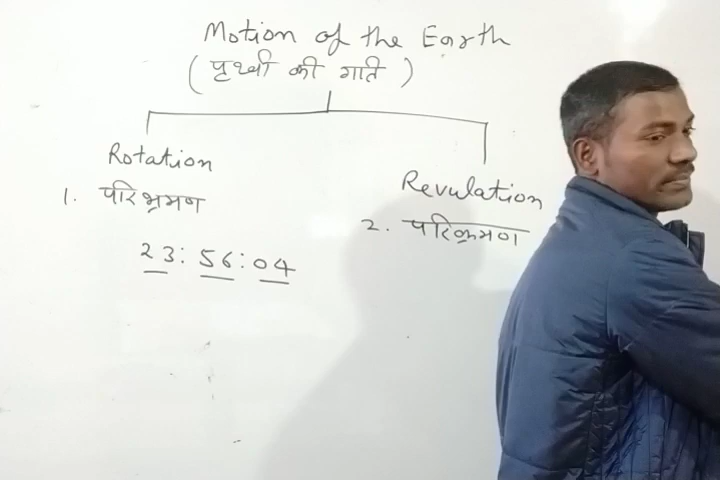 Motion of the Earth
(पृथ्वी की गति)
Rotation
1. परिभ्रमण
23:56:04
Revulation
2. परिक्रमण